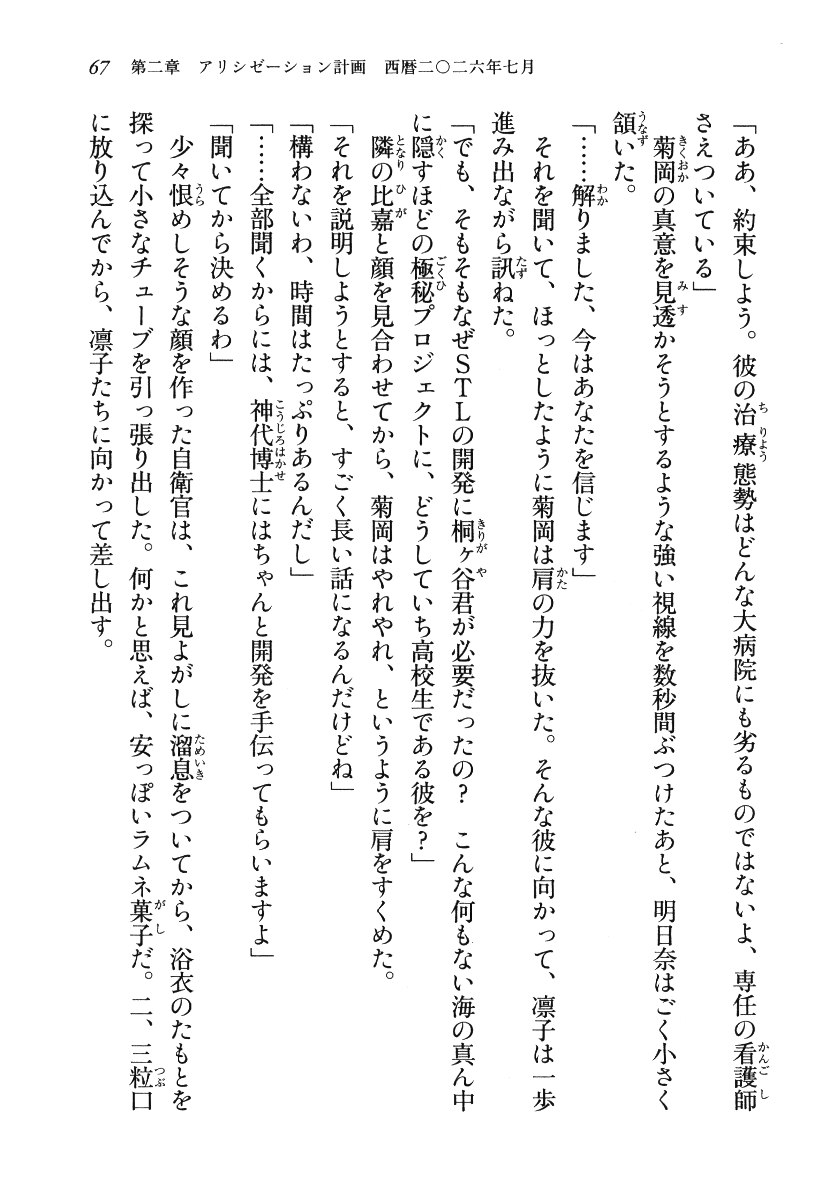 67　第二章　アリシゼーション計画　西暦二〇二六年七月
「ああ、約束しよう。彼の治療態勢はどんな大病院にも劣るものではないよ、専任の看護師
さえついている」
　菊岡の真意を見透かそうとするような強い視線を数秒間ぶつけたあと、明日奈はごく小さく
頷いた。
「……解りました、今はあなたを信じます」
　それを聞いて、ほっとしたように菊岡は肩の力を抜いた。そんな彼に向かって、凛子は一歩
進み出ながら訊ねた。
「でも、そもそもなぜＳＴＬの開発に桐ヶ谷君が必要だったの？　こんな何もない海の真ん中
に隠すほどの極秘プロジェクトに、どうしていち高校生である彼を？」
　隣の比嘉と顔を見合わせてから、菊岡はやれやれ、というように肩をすくめた。
「それを説明しようとすると、すごく長い話になるんだけどね」
「構わないわ、時間はたっぷりあるんだし」
「……全部聞くからには、神代博士にはちゃんと開発を手伝ってもらいますよ」
「聞いてから決めるわ」
　少々恨めしそうな顔を作った自衛官は、これ見よがしに溜息をついてから、浴衣のたもとを
探って小さなチューブを引っ張り出した。何かと思えば、安っぽいラムネ菓子だ。二、三粒口
に放り込んでから、凛子たちに向かって差し出す。